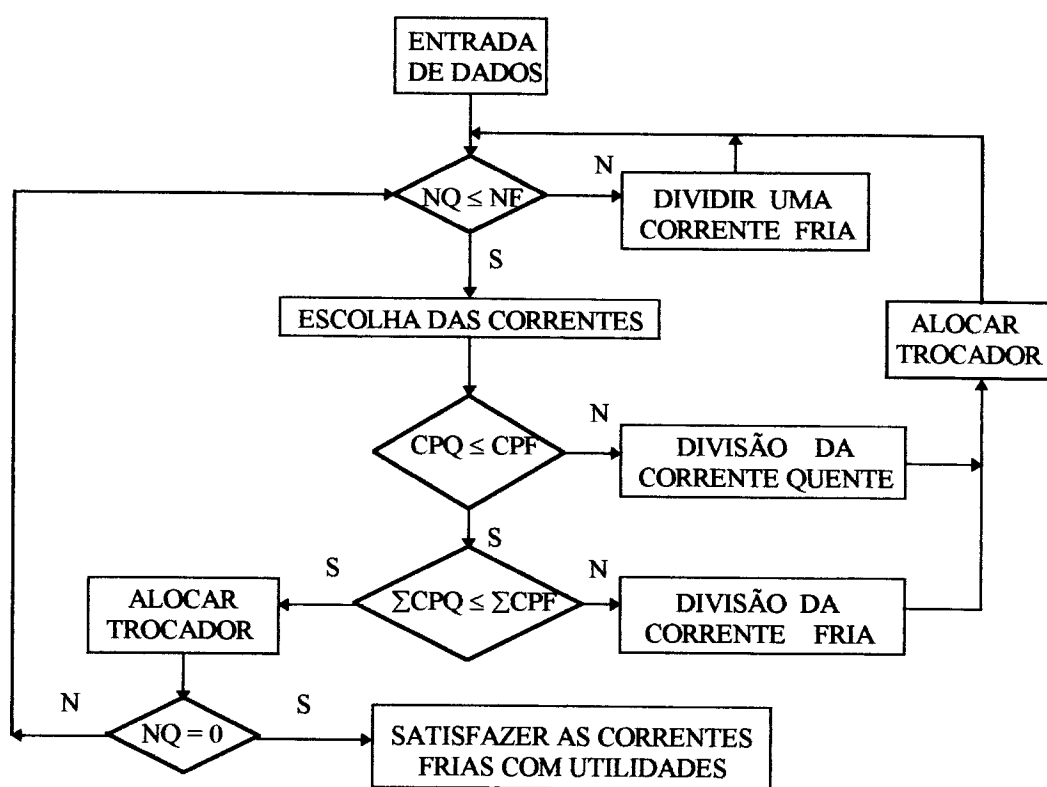 ENTRADA
DE DADOS
NQ ≤ NF
N
DIVIDIR UMA
CORRENTE FRIA
S
ESCOLHA DAS CORRENTES
ALOCAR
TROCADOR
CPQ ≤ CPF
N
DIVISÃO DA
CORRENTE QUENTE
S
ΣCPQ ≤ ΣCPF
S
N
DIVISÃO DA
CORRENTE FRIA
ALOCAR
TROCADOR
NQ = 0
N
S
SATISFAZER AS CORRENTES
FRIAS COM UTILIDADES